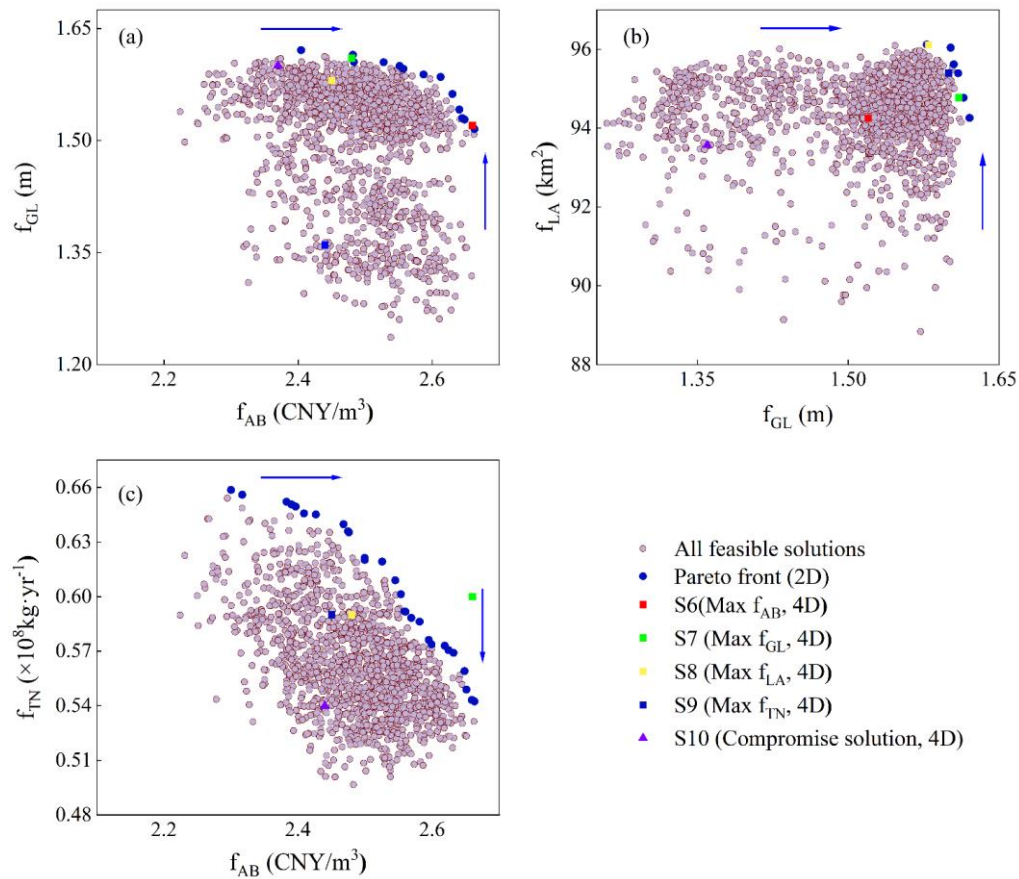 (a)
1.65
1.50
1.35
1.20
f_GL (m)
2.2 2.4 2.6
f_AB (CNY/m³)
(b)
96
94
92
90
88
f_LA (km²)
1.35 1.50 1.65
f_GL (m)
(c)
0.66
0.63
0.60
0.57
0.54
0.51
0.48
f_TN (×10⁸kg·yr⁻¹)
2.2 2.4 2.6
f_AB (CNY/m³)
All feasible solutions
Pareto front (2D)
S6(Max f_AB, 4D)
S7 (Max f_GL, 4D)
S8 (Max f_LA, 4D)
S9 (Max f_TN, 4D)
S10 (Compromise solution, 4D)